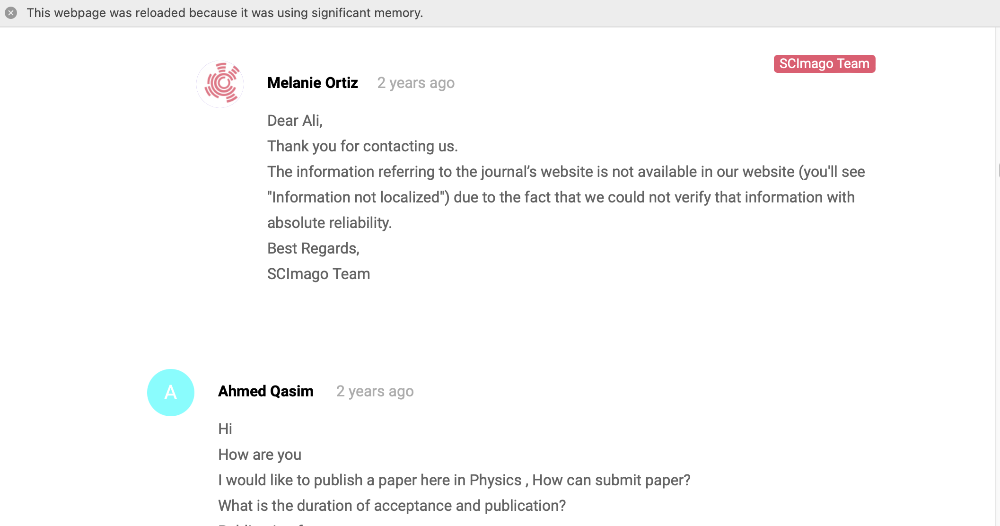 This webpage was reloaded because it was using significant memory.
SCImago Team
Melanie Ortiz 2 years ago
Dear Ali,
Thank you for contacting us.
The information referring to the journal’s website is not available in our website (you'll see
"Information not localized") due to the fact that we could not verify that information with
absolute reliability.
Best Regards,
SCImago Team
A
Ahmed Qasim 2 years ago
Hi
How are you
I would like to publish a paper here in Physics , How can submit paper?
What is the duration of acceptance and publication?